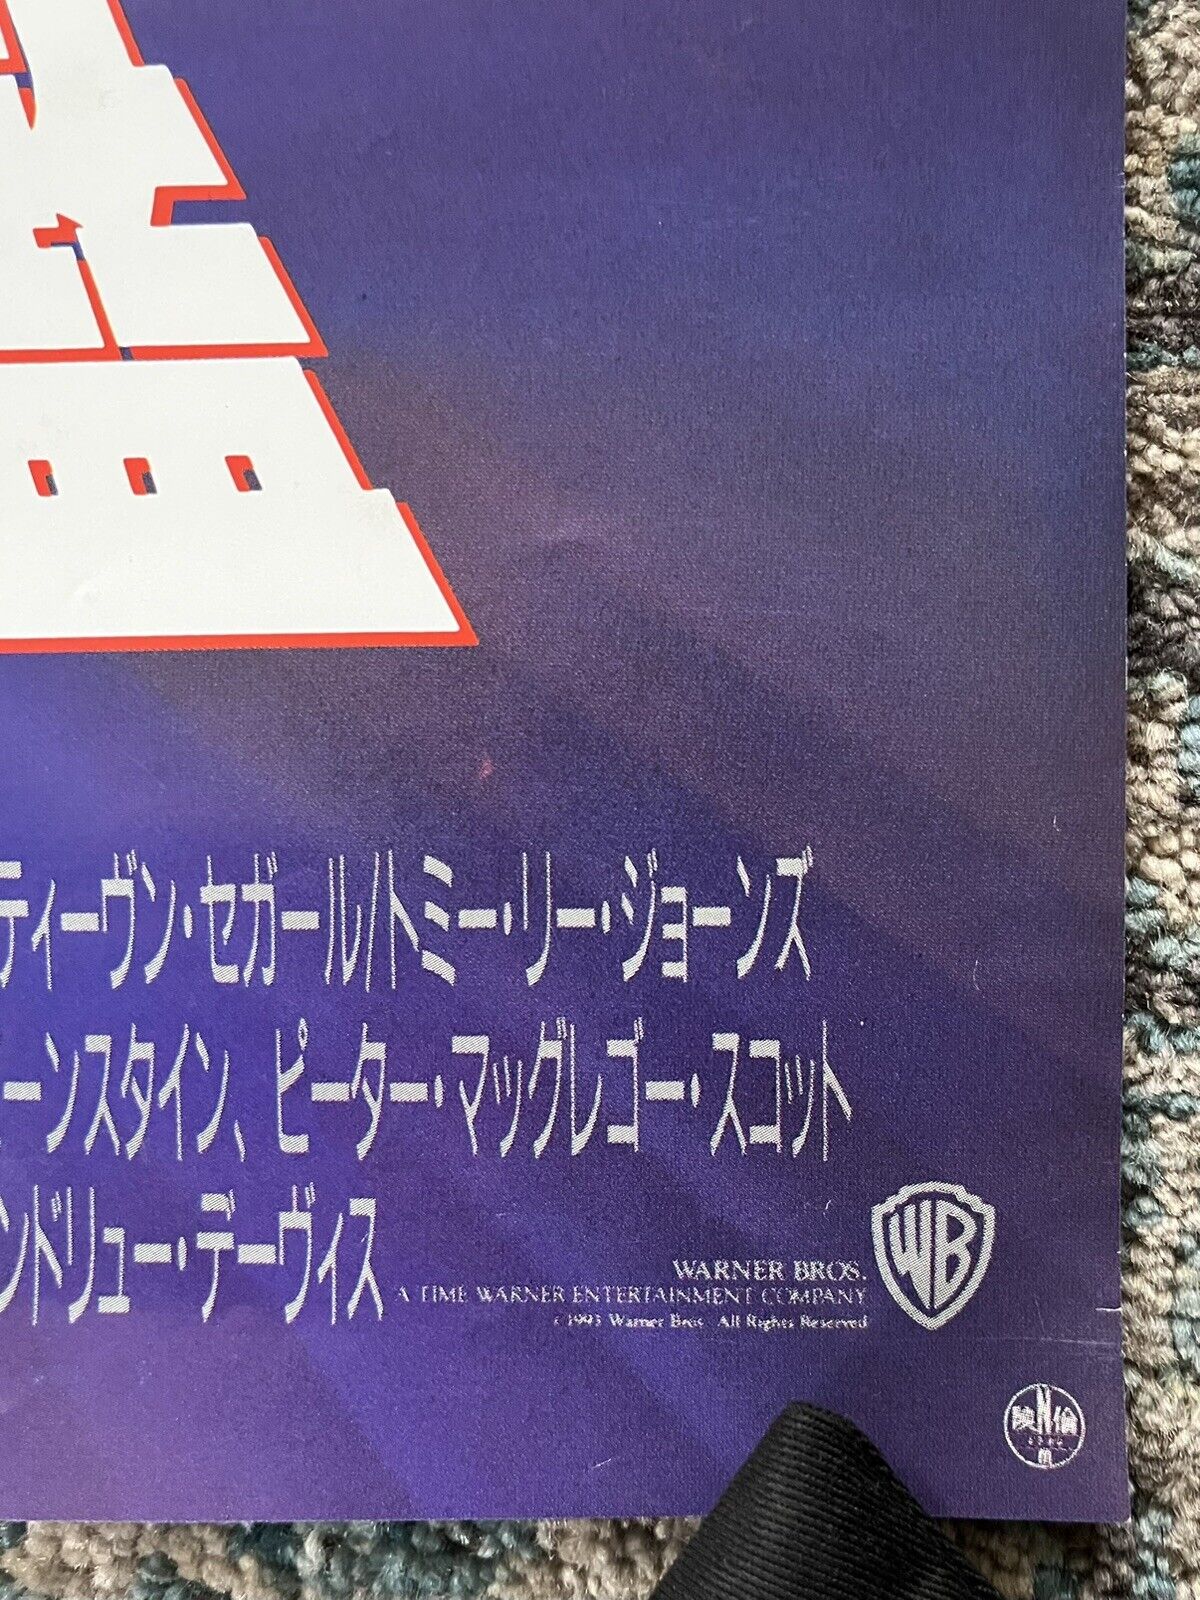 ティーヴン・セガール/トミー・リー・ジョーンズ
ーンスタイン、ピーター・マックグレゴー・スコット
ンドリュー・デーヴィス
WARNER BROS.
A TIME WARNER ENTERTAINMENT COMPANY
©1993 Warner Bros. All Rights Reserved
WB
映倫